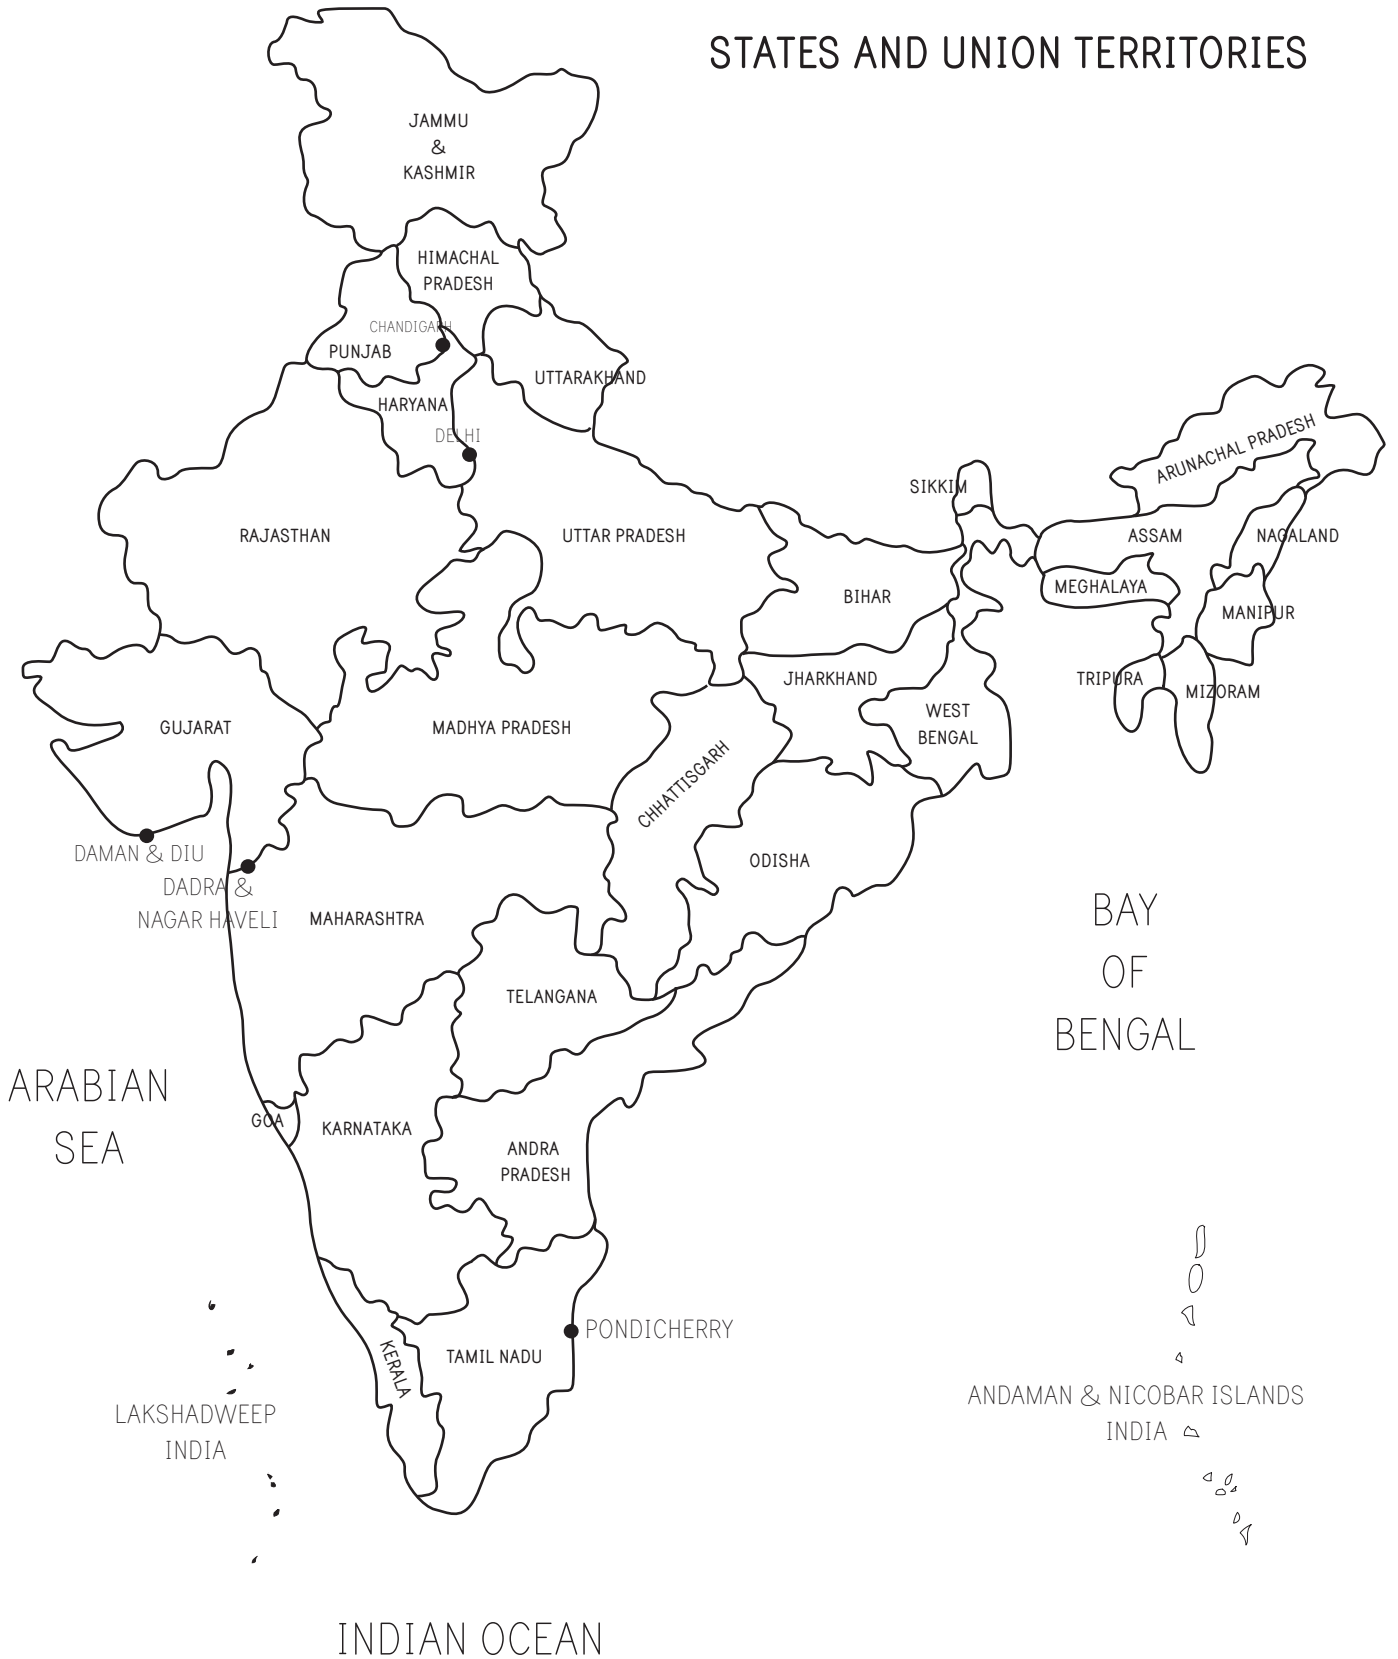 STATES AND UNION TERRITORIES
JAMMU
&
KASHMIR
HIMACHAL
PRADESH
CHANDIGARH
PUNJAB
UTTARAKHAND
HARYANA
DELHI
ARUNACHAL PRADESH
SIKKIM
RAJASTHAN
UTTAR PRADESH
ASSAM
NAGALAND
BIHAR
MEGHALAYA
MANIPUR
JHARKHAND
TRIPURA
MIZORAM
GUJARAT
MADHYA PRADESH
WEST
BENGAL
CHHATTISGARH
DAMAN & DIU
ODISHA
DADRA &
NAGAR HAVELI
MAHARASHTRA
BAY
OF
BENGAL
TELANGANA
ARABIAN
SEA
GOA
KARNATAKA
ANDRA
PRADESH
PONDICHERRY
KERALA
TAMIL NADU
LAKSHADWEEP
INDIA
ANDAMAN & NICOBAR ISLANDS
INDIA
INDIAN OCEAN